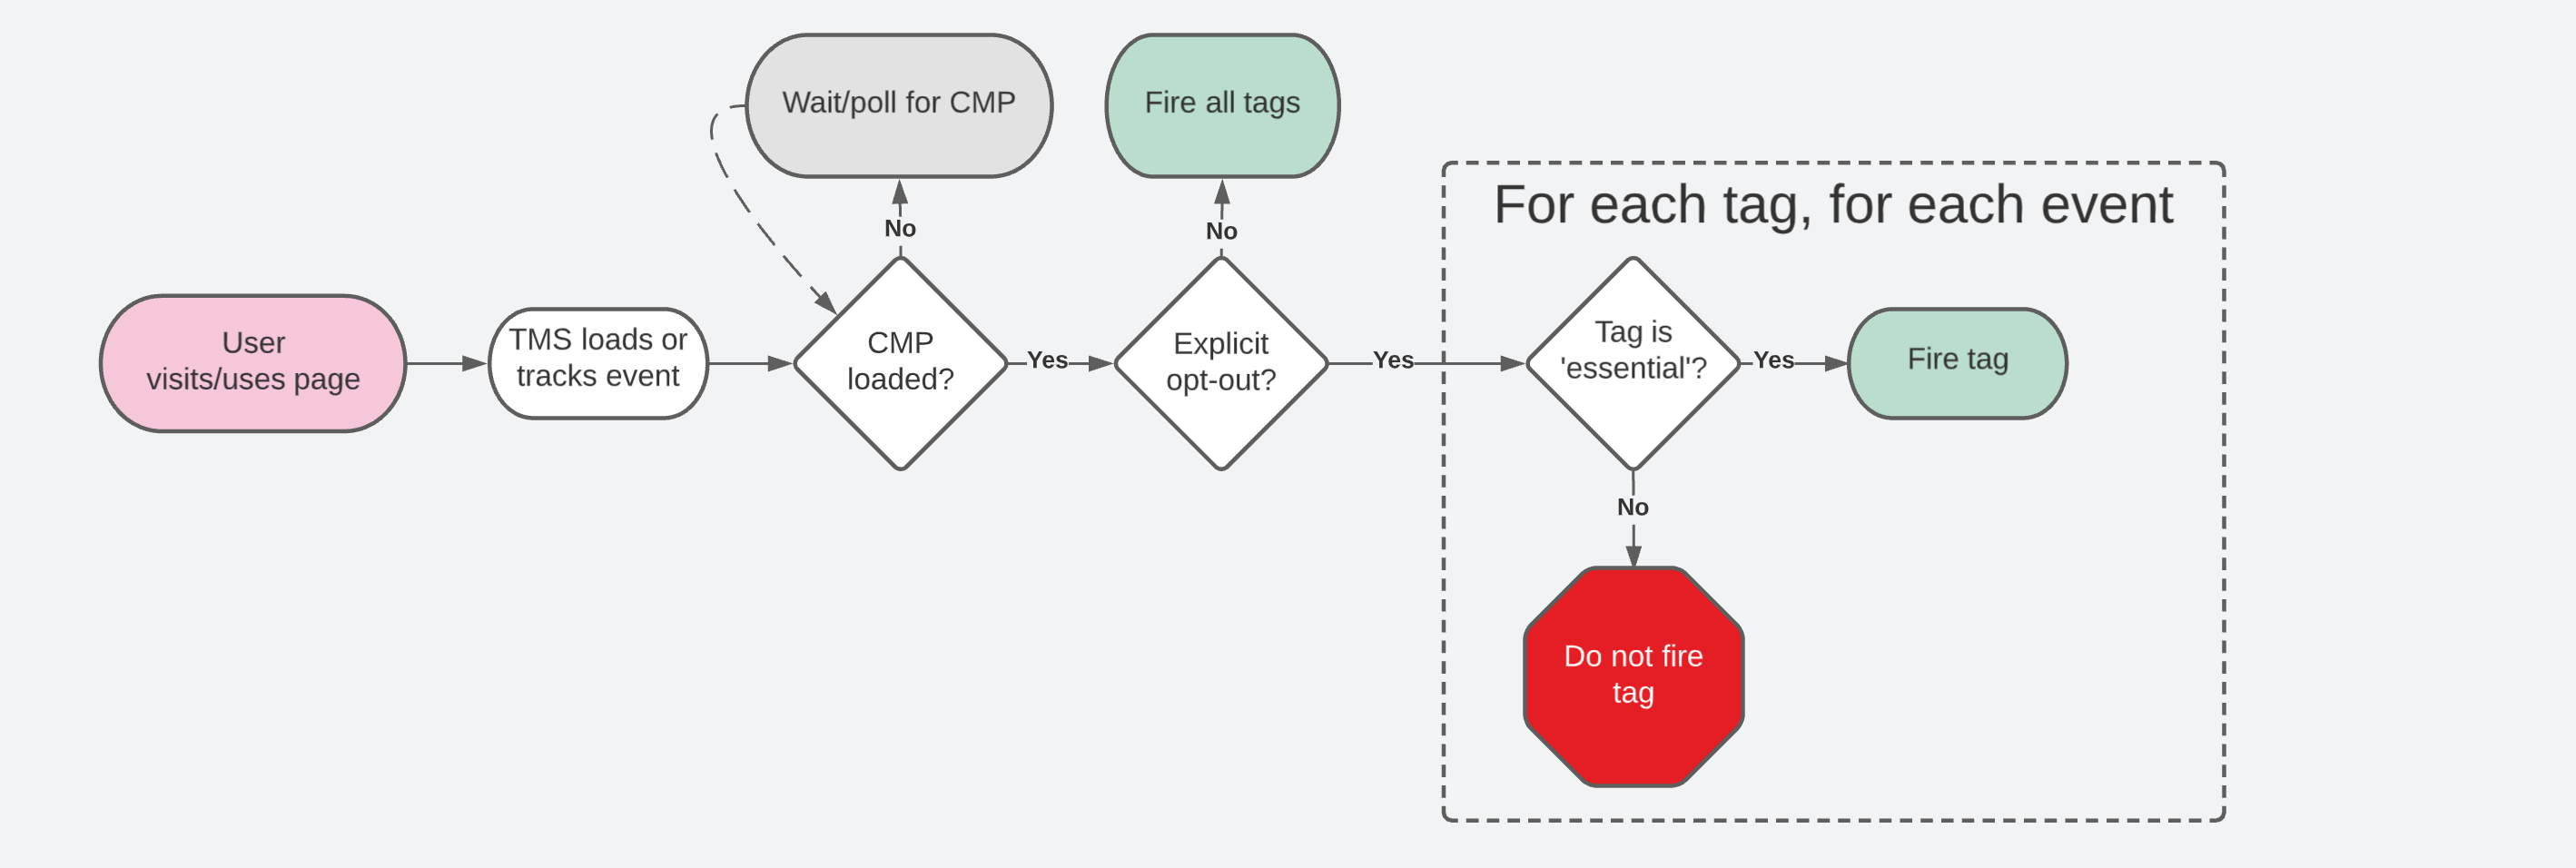 Wait/poll for CMP
Fire all tags
No
No
For each tag, for each event
User
visits/uses page
TMS loads or
tracks event
CMP
loaded?
Yes
Explicit
opt-out?
Yes
Tag is
'essential'?
Yes
Fire tag
No
Do not fire
tag